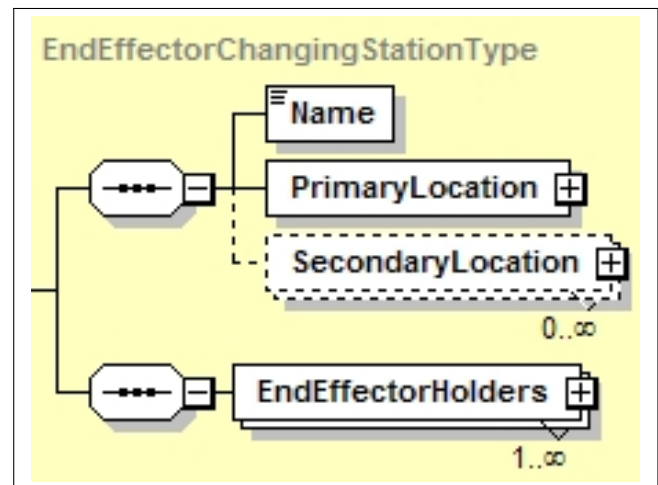 EndEffectorChangingStationType
Name
PrimaryLocation
SecondaryLocation
0..∞
EndEffectorHolders
1..∞